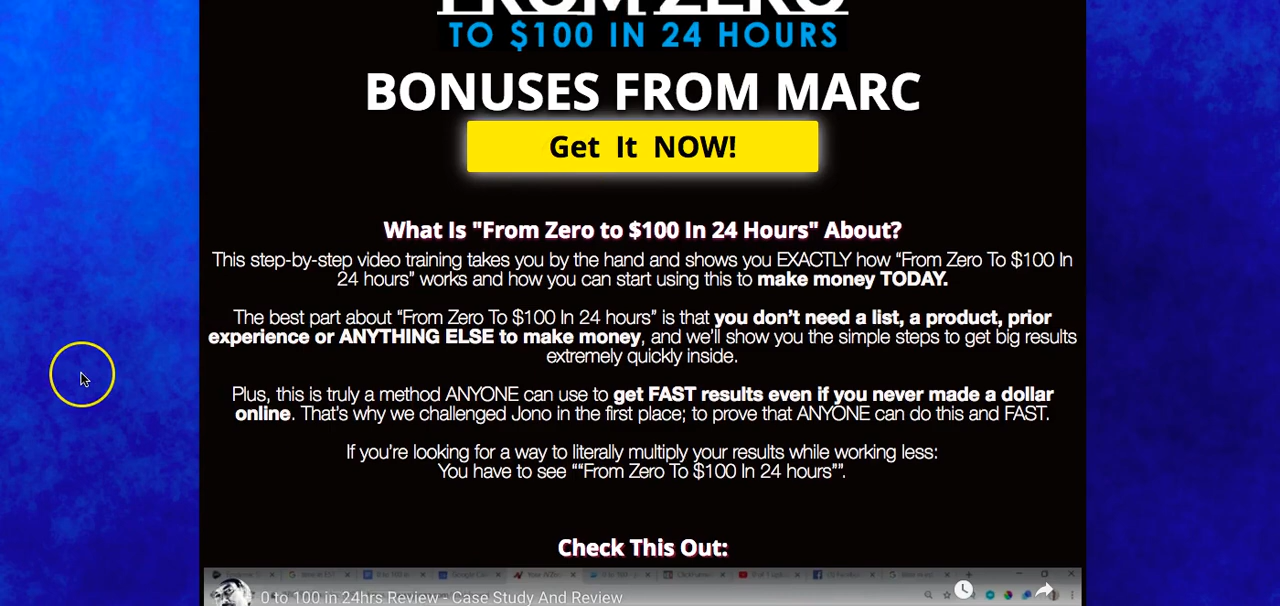 FROM ZERO
TO $100 IN 24 HOURS
BONUSES FROM MARC
Get It NOW!
What Is "From Zero to $100 In 24 Hours" About?
This step-by-step video training takes you by the hand and shows you EXACTLY how “From Zero To $100 In
24 hours” works and how you can start using this to make money TODAY.
The best part about “From Zero To $100 In 24 hours” is that you don’t need a list, a product, prior
experience or ANYTHING ELSE to make money, and we’ll show you the simple steps to get big results
extremely quickly inside.
Plus, this is truly a method ANYONE can use to get FAST results even if you never made a dollar
online. That's why we challenged Jono in the first place; to prove that ANYONE can do this and FAST.
If you're looking for a way to literally multiply your results while working less:
You have to see ““From Zero To $100 In 24 hours””.
Check This Out:
0 to 100 in 24hrs Review - Case Study And Review